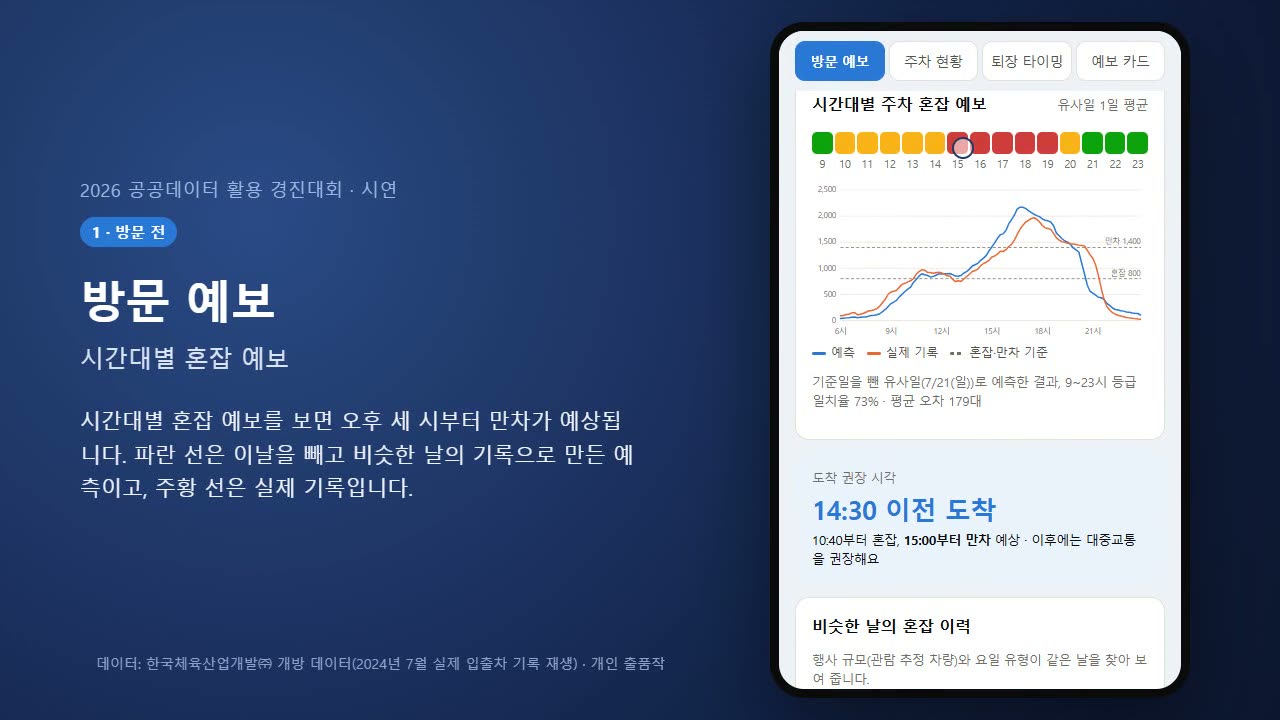 2026 공공데이터 활용 경진대회 · 시연
1 · 방문 전
방문 예보
시간대별 혼잡 예보
시간대별 혼잡 예보를 보면 오후 세 시부터 만차가 예상됩
니다. 파란 선은 이날을 빼고 비슷한 날의 기록으로 만든 예
측이고, 주황 선은 실제 기록입니다.
데이터: 한국체육산업개발㈜ 개방 데이터(2024년 7월 실제 입출차 기록 재생) · 개인 출품작
방문 예보 주차 현황 퇴장 타이밍 예보 카드
시간대별 주차 혼잡 예보 유사일 1일 평균
9 10 11 12 13 14 15 16 17 18 19 20 21 22 23
2,500
2,000
1,500
1,000
500
0
만차 1,400
혼잡 800
6시 9시 12시 15시 18시 21시
예측 실제 기록 혼잡·만차 기준
기준일을 뺀 유사일(7/21(일))로 예측한 결과, 9~23시 등급
일치율 73% · 평균 오차 179대
도착 권장 시각
14:30 이전 도착
10:40부터 혼잡, 15:00부터 만차 예상 · 이후에는 대중교통
을 권장해요
비슷한 날의 혼잡 이력
행사 규모(관람 추정 차량)와 요일 유형이 같은 날을 찾아 보
여 줍니다.